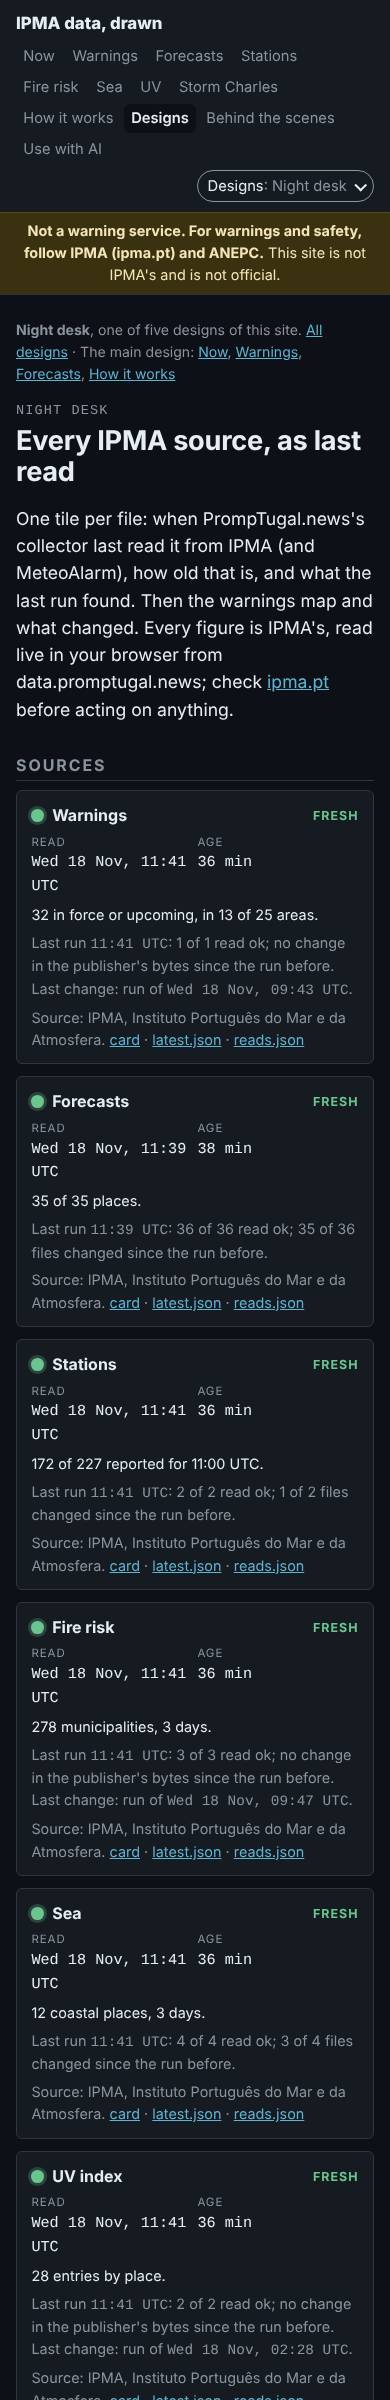 IPMA data, drawn
Now Warnings Forecasts Stations
Fire risk Sea UV Storm Charles
How it works Designs Behind the scenes
Use with AI
Designs: Night desk
Not a warning service. For warnings and safety,
follow IPMA (ipma.pt) and ANEPC. This site is not
IPMA's and is not official.
Night desk, one of five designs of this site. All
designs · The main design: Now, Warnings,
Forecasts, How it works
NIGHT DESK
Every IPMA source, as last
read
One tile per file: when PrompTugal.news's
collector last read it from IPMA (and
MeteoAlarm), how old that is, and what the
last run found. Then the warnings map and
what changed. Every figure is IPMA's, read
live in your browser from
data.promptugal.news; check ipma.pt
before acting on anything.
SOURCES
Warnings FRESH
READ AGE
Wed 18 Nov, 11:41 36 min
UTC
32 in force or upcoming, in 13 of 25 areas.
Last run 11:41 UTC: 1 of 1 read ok; no change
in the publisher's bytes since the run before.
Last change: run of Wed 18 Nov, 09:43 UTC.
Source: IPMA, Instituto Português do Mar e da
Atmosfera. card · latest.json · reads.json
Forecasts FRESH
READ AGE
Wed 18 Nov, 11:39 38 min
UTC
35 of 35 places.
Last run 11:39 UTC: 36 of 36 read ok; 35 of 36
files changed since the run before.
Source: IPMA, Instituto Português do Mar e da
Atmosfera. card · latest.json · reads.json
Stations FRESH
READ AGE
Wed 18 Nov, 11:41 36 min
UTC
172 of 227 reported for 11:00 UTC.
Last run 11:41 UTC: 2 of 2 read ok; 1 of 2 files
changed since the run before.
Source: IPMA, Instituto Português do Mar e da
Atmosfera. card · latest.json · reads.json
Fire risk FRESH
READ AGE
Wed 18 Nov, 11:41 36 min
UTC
278 municipalities, 3 days.
Last run 11:41 UTC: 3 of 3 read ok; no change
in the publisher's bytes since the run before.
Last change: run of Wed 18 Nov, 09:47 UTC.
Source: IPMA, Instituto Português do Mar e da
Atmosfera. card · latest.json · reads.json
Sea FRESH
READ AGE
Wed 18 Nov, 11:41 36 min
UTC
12 coastal places, 3 days.
Last run 11:41 UTC: 4 of 4 read ok; 3 of 4 files
changed since the run before.
Source: IPMA, Instituto Português do Mar e da
Atmosfera. card · latest.json · reads.json
UV index FRESH
READ AGE
Wed 18 Nov, 11:41 36 min
UTC
28 entries by place.
Last run 11:41 UTC: 2 of 2 read ok; no change
in the publisher's bytes since the run before.
Last change: run of Wed 18 Nov, 02:28 UTC.
Source: IPMA, Instituto Português do Mar e da